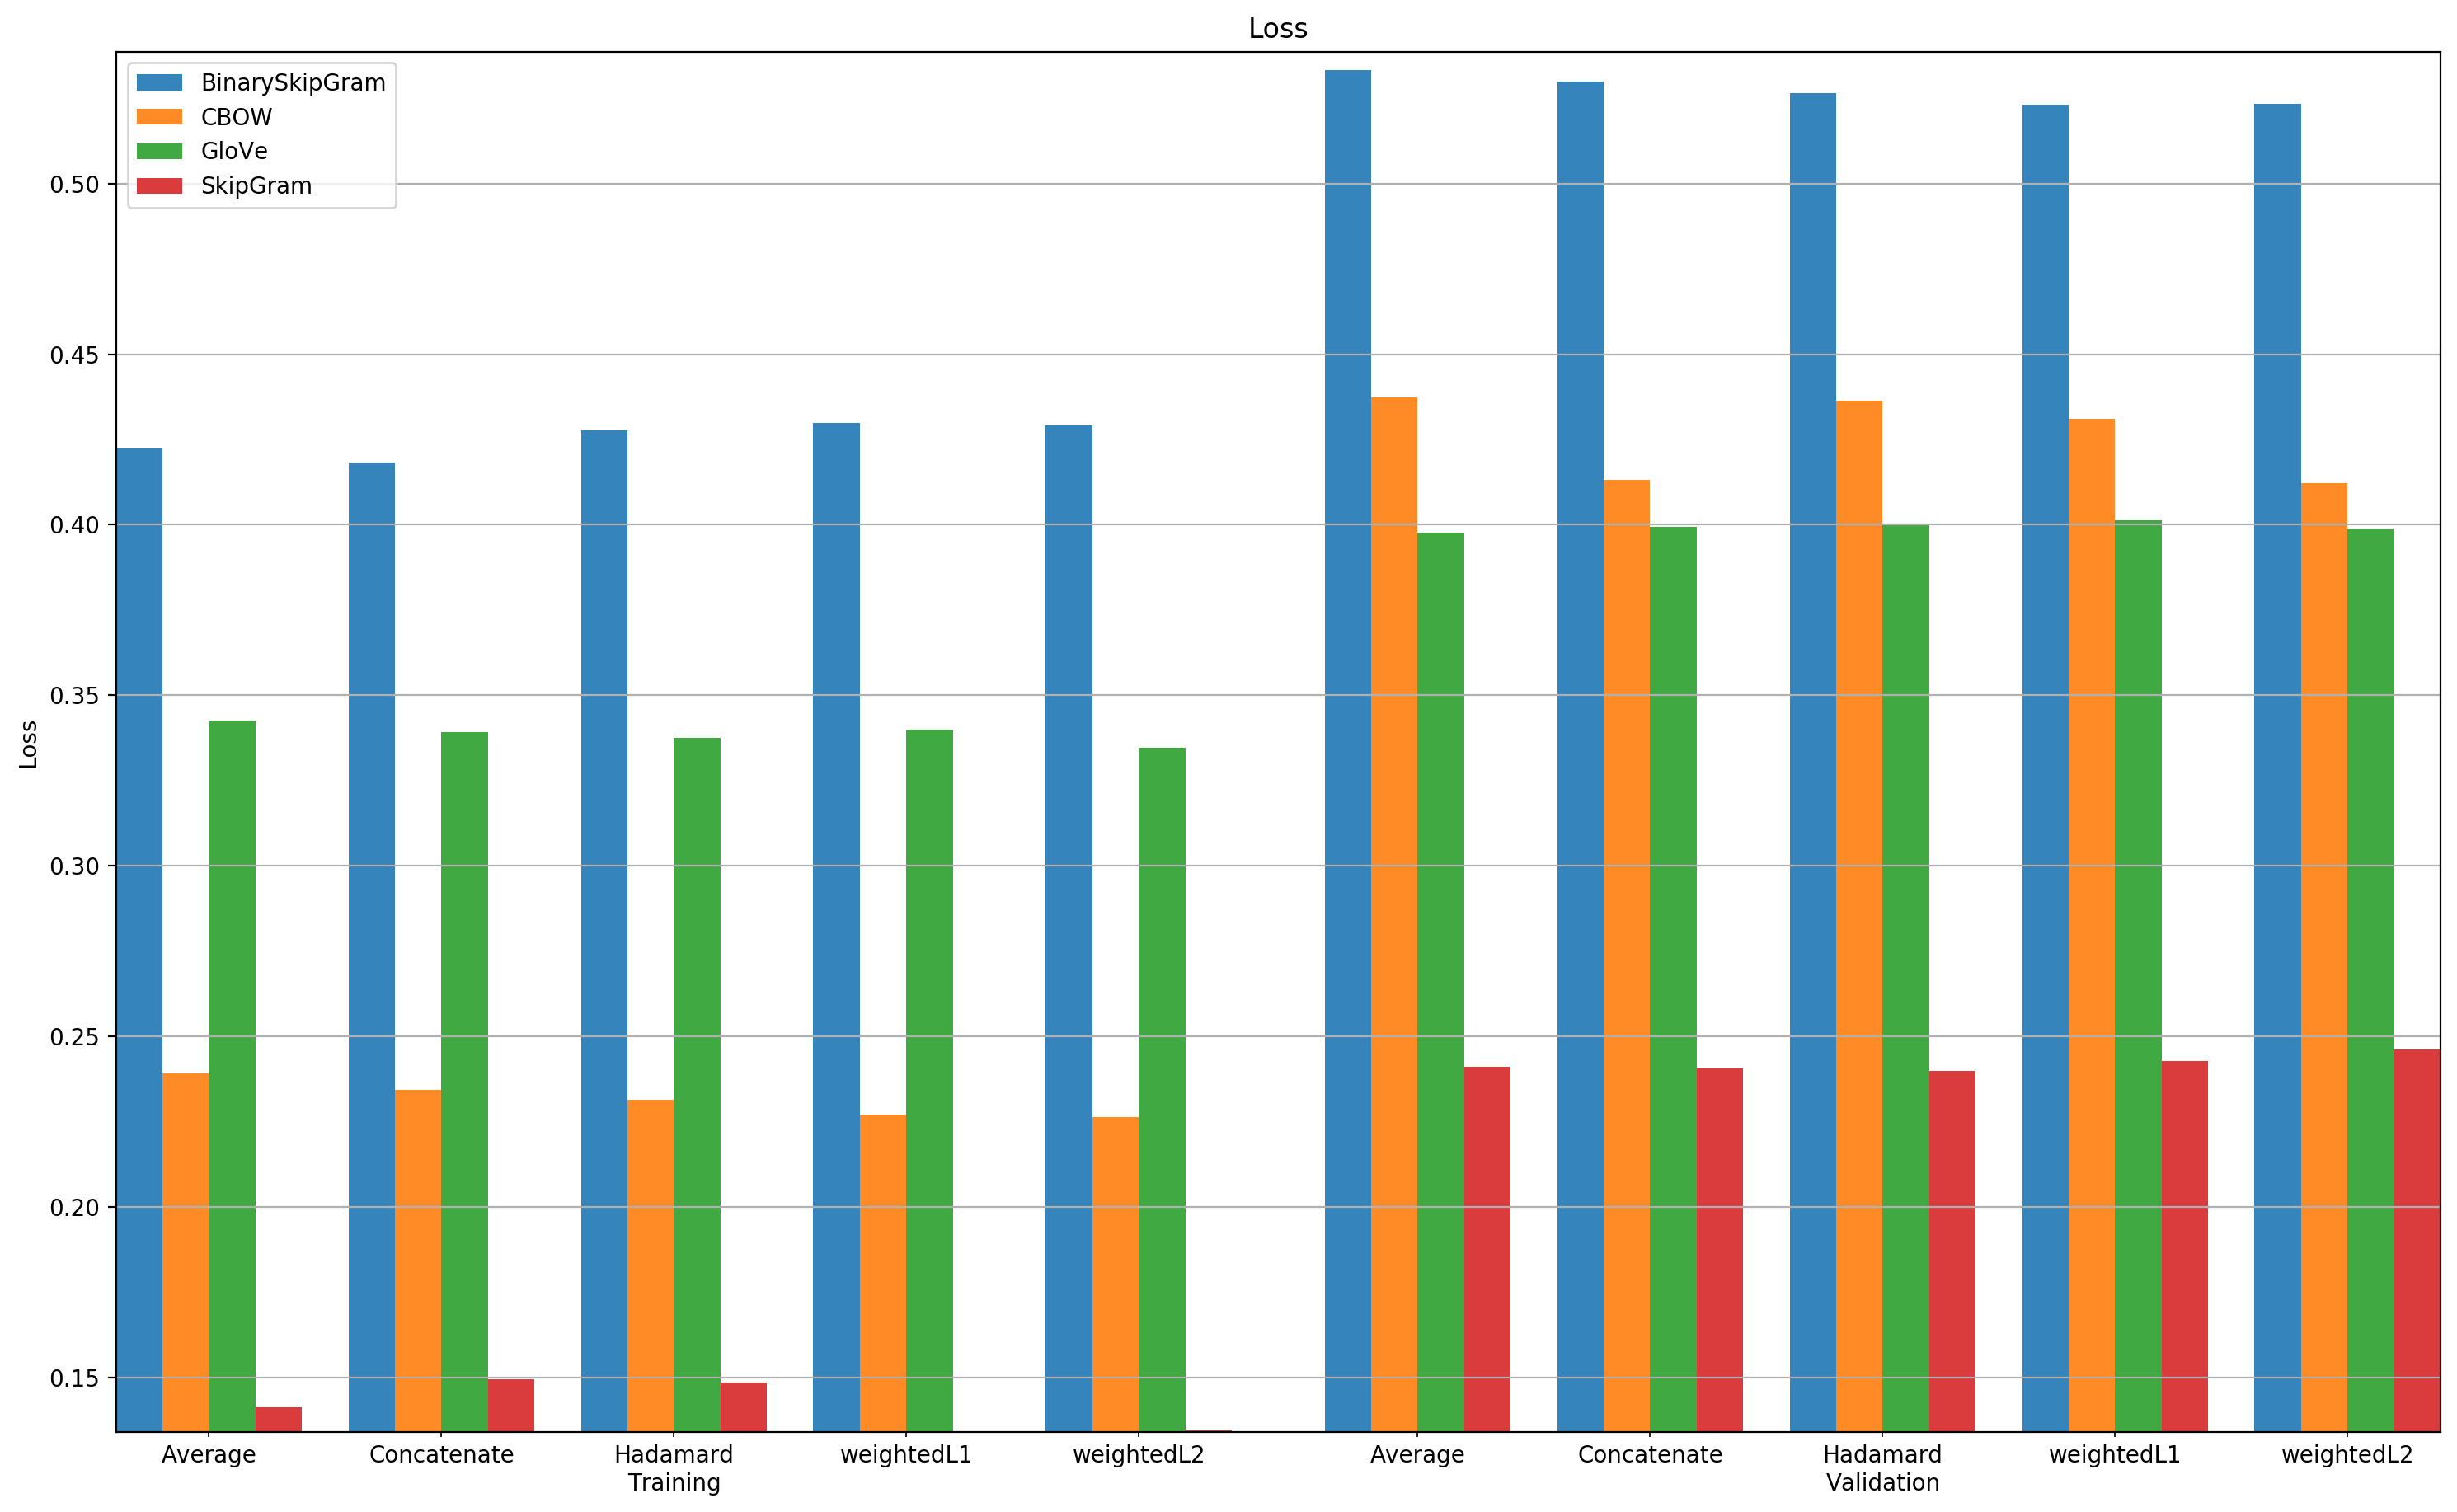 Loss
BinarySkipGram
CBOW
GloVe
SkipGram
0.50
0.45
0.40
0.35
0.30
0.25
0.20
0.15
Loss
Average Concatenate Hadamard weightedL1 weightedL2 Average Concatenate Hadamard weightedL1 weightedL2
Training Validation